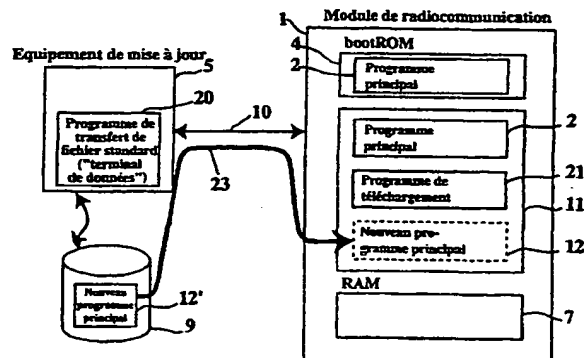 Module de radiocommunication
1
bootROM
4
2
Programme
principal
Equipement de mise à jour
5
20
Programme de
transfert de
fichier standard
("terminal
de données")
10
23
Programme
principal
2
Programme de
téléchargement
21
11
Nouveau pro-
gramme principal
12
RAM
7
Nouveau
programme
principal
12'
9